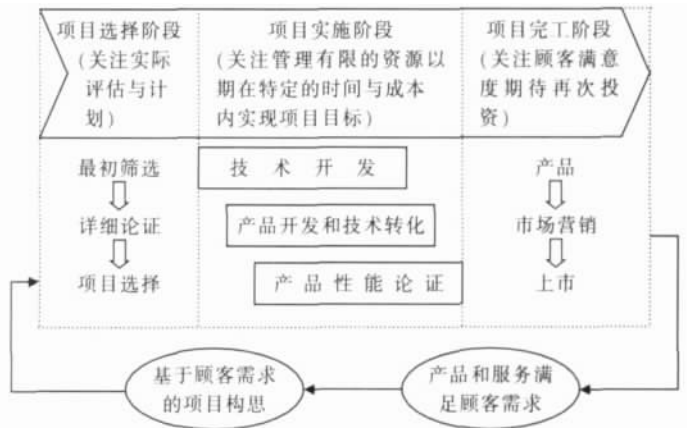 项目选择阶段
(关注实际
评估与计
划)
项目实施阶段
(关注管理有限的资源以
期在特定的时间与成本
内实现项目目标)
项目完工阶段
(关注顾客满意
度期待再次投
资)
最初筛选
详细论证
项目选择
技术开发
产品开发和技术转化
产品性能论证
产品
市场营销
上市
基于顾客需求
的项目构思
产品和服务满
足顾客需求